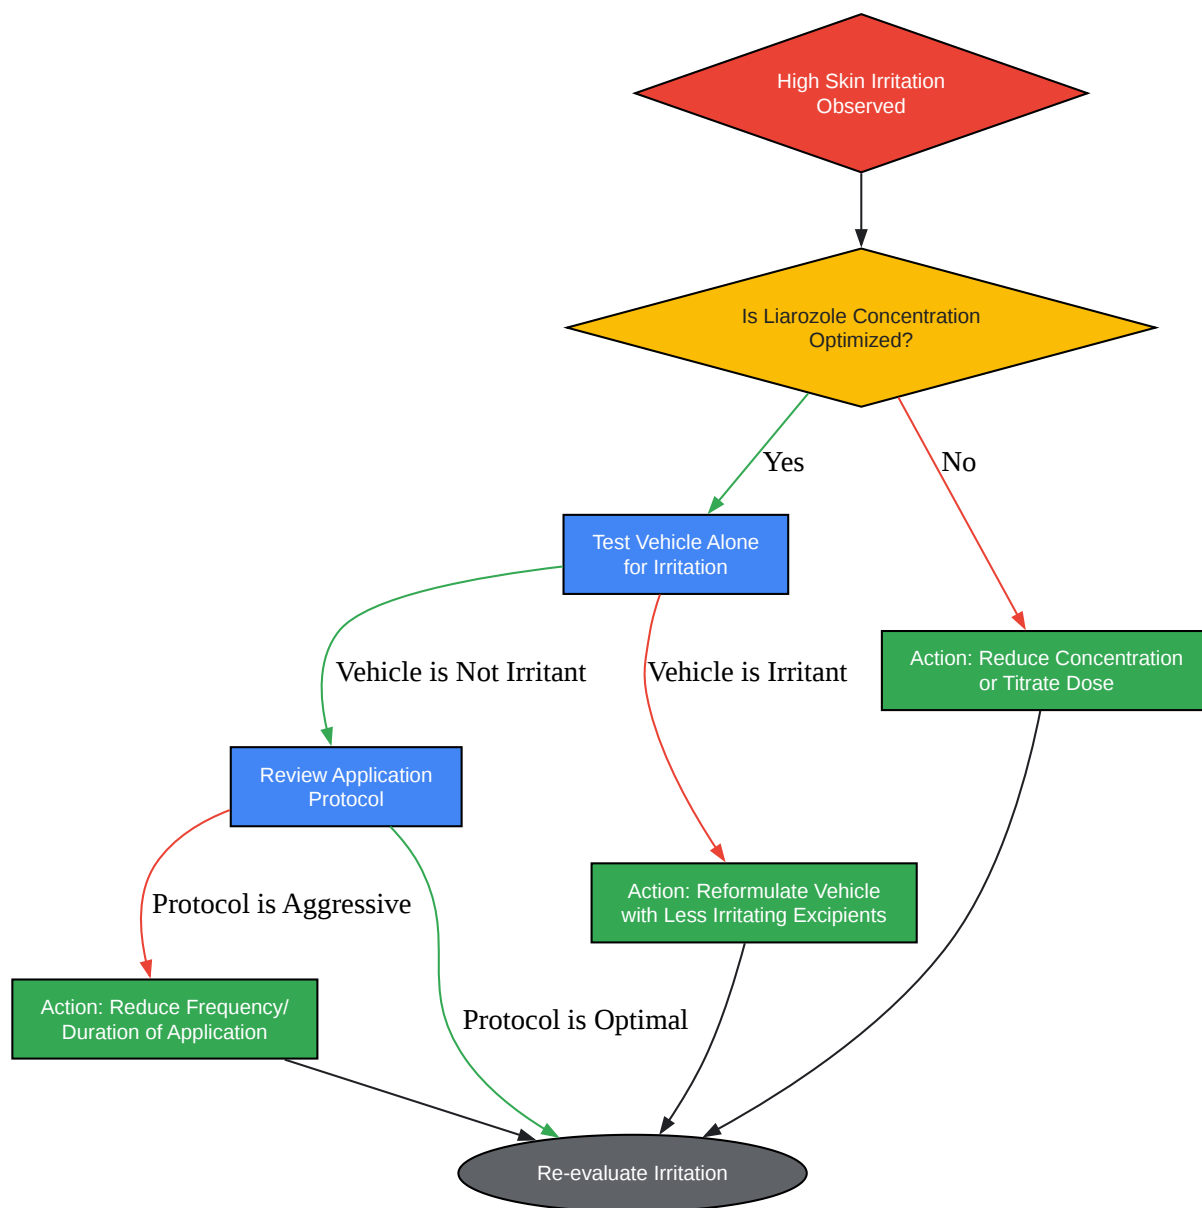 High Skin Irritation
Observed
Is Liarozole Concentration
Optimized?
Yes
No
Test Vehicle Alone
for Irritation
Action: Reduce Concentration
or Titrate Dose
Vehicle is Not Irritant
Vehicle is Irritant
Review Application
Protocol
Action: Reformulate Vehicle
with Less Irritating Excipients
Protocol is Aggressive
Action: Reduce Frequency/
Duration of Application
Protocol is Optimal
Re-evaluate Irritation